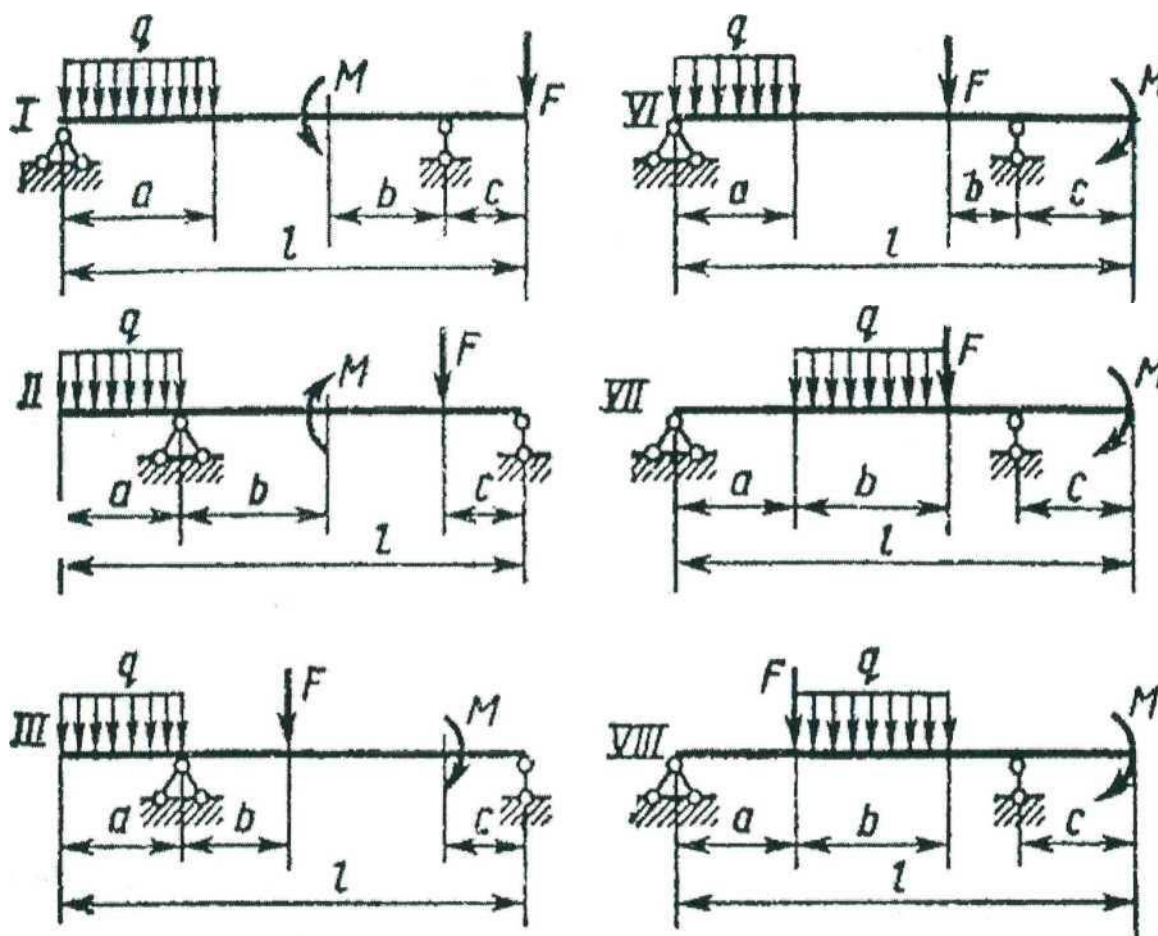 I q M F
a b c
l
VI q F M
a b c
l
II q M F
a b c
l
VII q F M
a b c
l
III q F M
a b c
l
VIII F q M
a b c
l